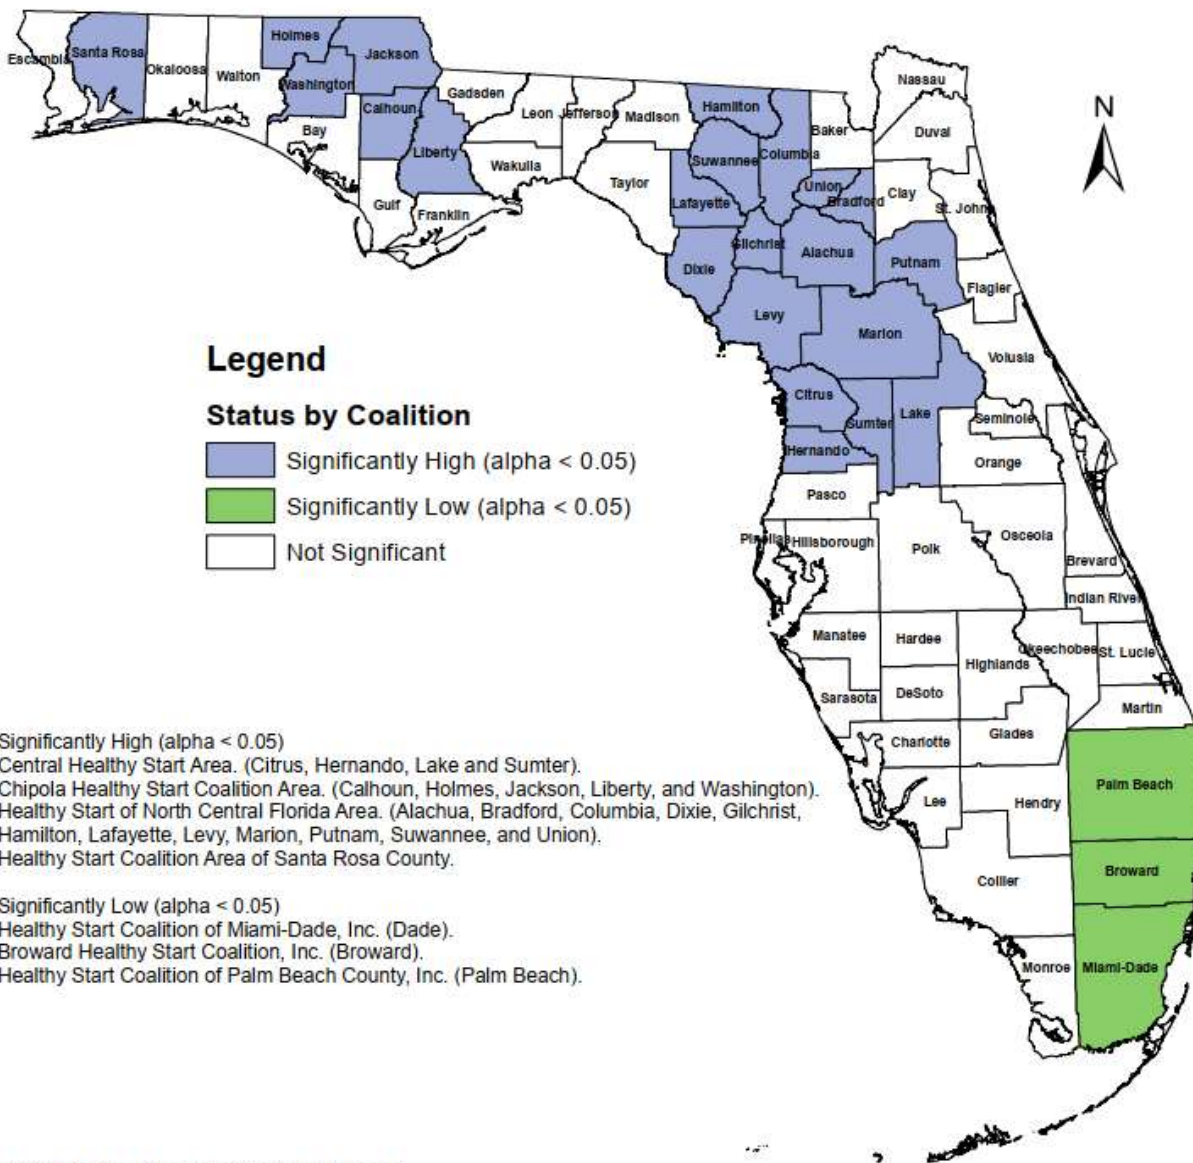 Holmes
Jackson
Santa Rosa
Escambia
Okaloosa
Walton
Washington
Nassau
Gadsden
Hamilton
Calhoun
Leon
Jefferson
Madison
N
Bay
Baker
Duval
Liberty
Suwannee
Columbia
Wakulla
Taylor
Union
Bradford
Clay
Lafayette
Gulf
Franklin
St. John
Gilchrist
Alachua
Dixie
Putnam
Flagler
Levy
Marion
Legend
Volusia
Status by Coalition
Citrus
Sumter
Lake
Seminole
Hernando
Significantly High (alpha < 0.05)
Orange
Pasco
Significantly Low (alpha < 0.05)
Pinellas
Hillsborough
Polk
Osceola
Not Significant
Brevard
Indian River
Manatee
Hardee
Highlands
Okeechobee
St. Lucie
Sarasota
DeSoto
Martin
Charlotte
Glades
Significantly High (alpha < 0.05)
Central Healthy Start Area. (Citrus, Hernando, Lake and Sumter).
Chipola Healthy Start Coalition Area. (Calhoun, Holmes, Jackson, Liberty, and Washington).
Healthy Start of North Central Florida Area. (Alachua, Bradford, Columbia, Dixie, Gilchrist,
Hamilton, Lafayette, Levy, Marion, Putnam, Suwannee, and Union).
Healthy Start Coalition Area of Santa Rosa County.
Lee
Hendry
Palm Beach
Collier
Broward
Significantly Low (alpha < 0.05)
Healthy Start Coalition of Miami-Dade, Inc. (Dade).
Broward Healthy Start Coalition, Inc. (Broward).
Healthy Start Coalition of Palm Beach County, Inc. (Palm Beach).
Monroe
Miami-Dade